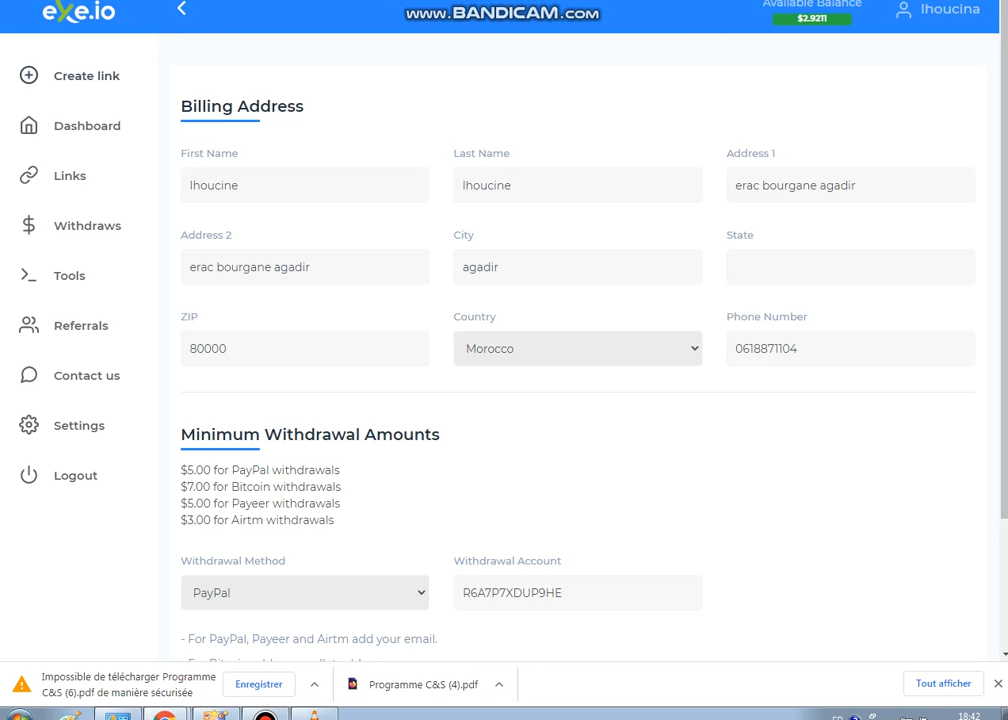 exe.io
www.BANDICAM.com
Available Balance
$2.9211
lhoucina
Create link
Dashboard
Links
Withdraws
Tools
Referrals
Contact us
Settings
Logout
Billing Address
First Name
Last Name
Address 1
lhoucine
lhoucine
erac bourgane agadir
Address 2
City
State
erac bourgane agadir
agadir
ZIP
Country
Phone Number
80000
Morocco
0618871104
Minimum Withdrawal Amounts
$5.00 for PayPal withdrawals
$7.00 for Bitcoin withdrawals
$5.00 for Payeer withdrawals
$3.00 for Airtm withdrawals
Withdrawal Method
Withdrawal Account
PayPal
R6A7P7XDUP9HE
- For PayPal, Payeer and Airtm add your email.
Impossible de télécharger Programme
C&S (6).pdf de manière sécurisée
Enregistrer
Programme C&S (4).pdf
Tout afficher
FR
18:42